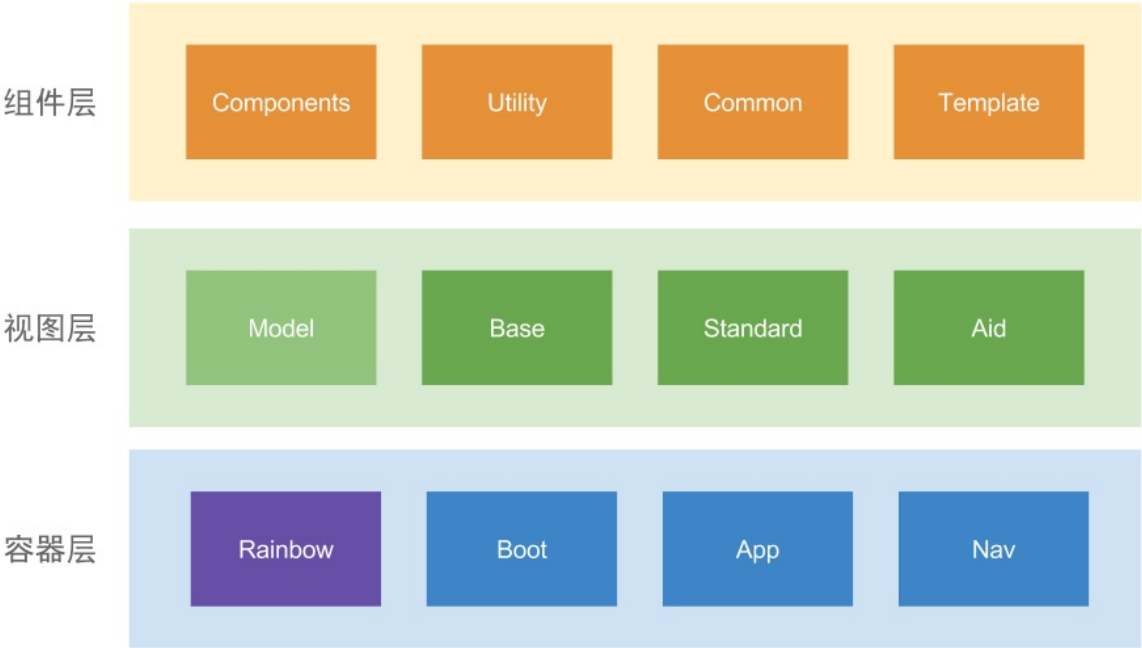 组件层
Components
Utility
Common
Template
视图层
Model
Base
Standard
Aid
容器层
Rainbow
Boot
App
Nav